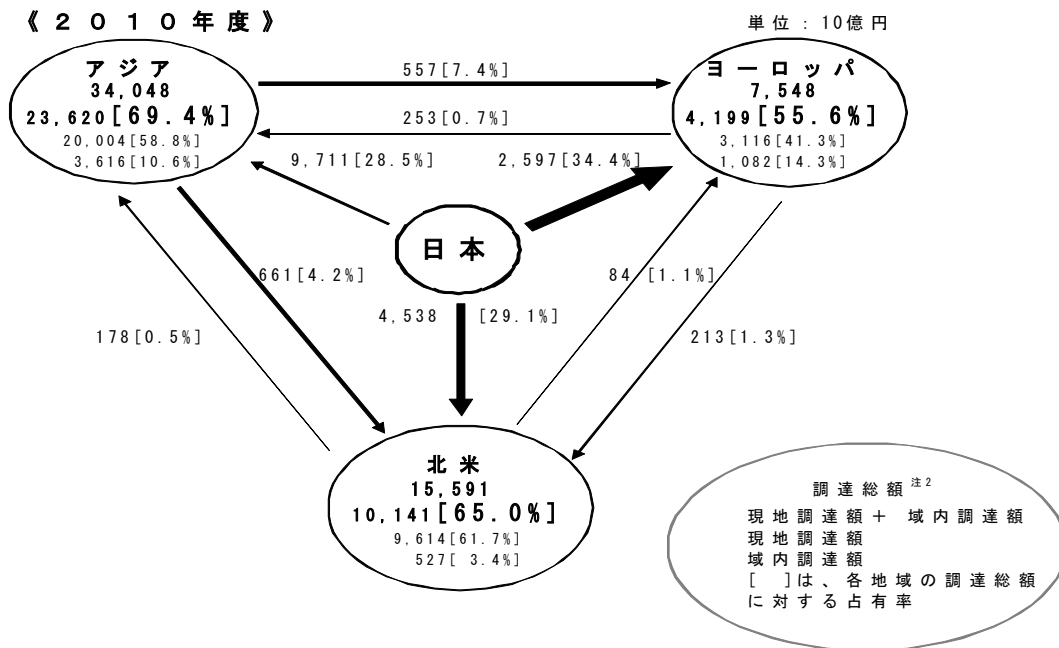 《２０１０年度》
単位：10億円
アジア
34,048
23,620[69.4%]
20,004[58.8%]
3,616[10.6%]
557[7.4%]
253[0.7%]
ヨーロッパ
7,548
4,199[55.6%]
3,116[41.3%]
1,082[14.3%]
9,711[28.5%]
2,597[34.4%]
日本
661[4.2%]
84 [1.1%]
4,538 [29.1%]
178[0.5%]
213[1.3%]
北米
15,591
10,141[65.0%]
9,614[61.7%]
527[ 3.4%]
調達総額注2
現地調達額＋ 域内調達額
現地調達額
域内調達額
[ ]は、各地域の調達総額
に対する占有率